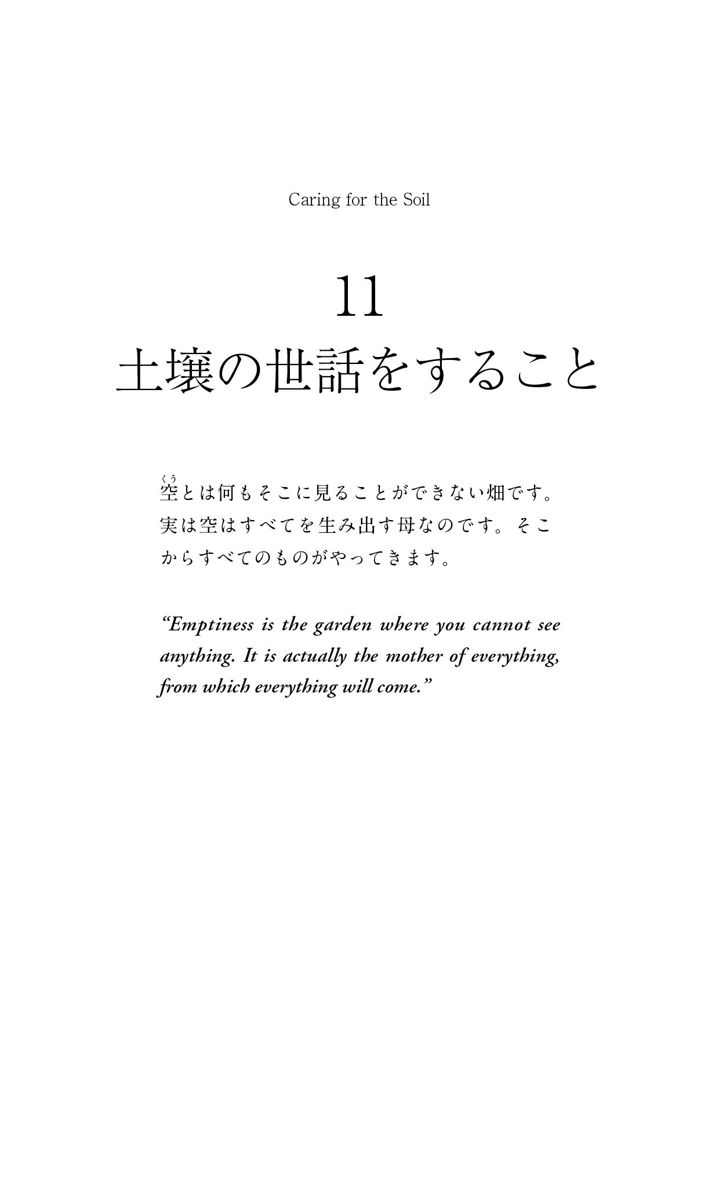 Caring for the Soil
11
土壌の世話をすること
くう
空とは何もそこに見ることができない畑です。
実は空はすべてを生み出す母なのです。そこ
からすべてのものがやってきます。
“Emptiness is the garden where you cannot see
anything. It is actually the mother of everything,
from which everything will come.”